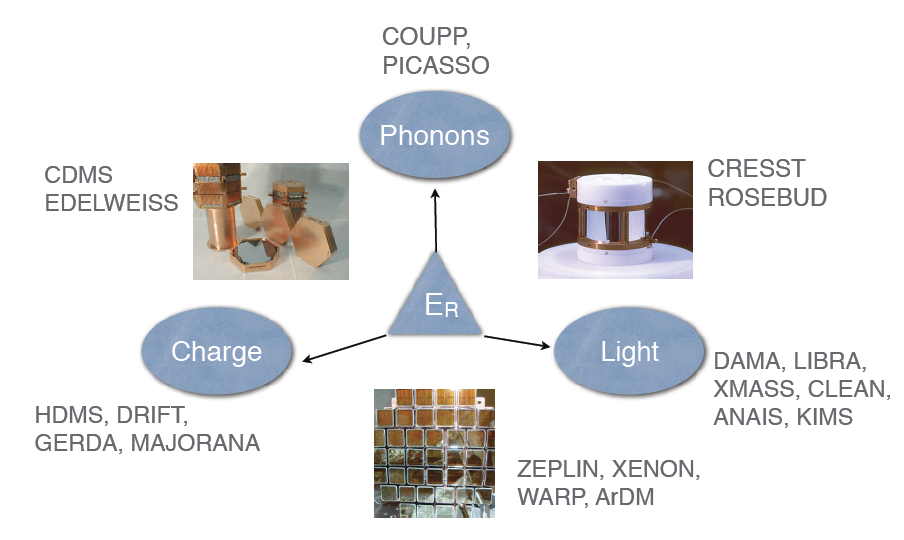 COUPP,
PICASSO
Phonons
CDMS
EDELWEISS
CRESST
ROSEBUD
ER
Charge
Light
DAMA, LIBRA,
XMASS, CLEAN,
ANAIS, KIMS
HDMS, DRIFT,
GERDA, MAJORANA
ZEPLIN, XENON,
WARP, ArDM